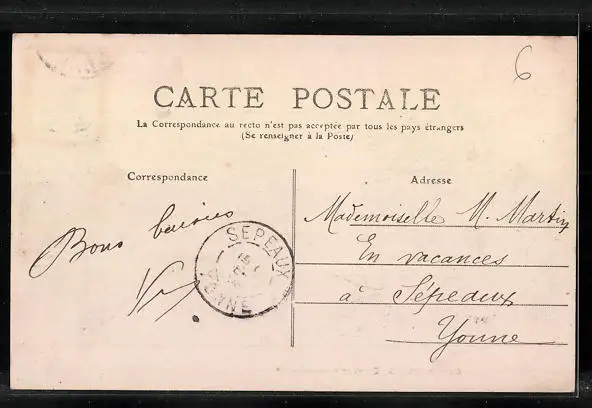 6
CARTE POSTALE
La Correspondance au recto n'est pas acceptée par tous les pays étrangers
(Se renseigner à la Poste)
Correspondance
Adresse
Bons baisers
Mademoiselle M. Martin
En vacances
à Sépeaux
Yonne
SEPEAUX
YONNE